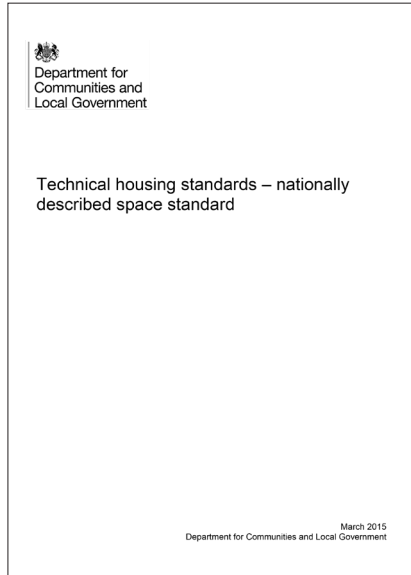 Department for
Communities and
Local Government
Technical housing standards – nationally
described space standard
March 2015
Department for Communities and Local Government